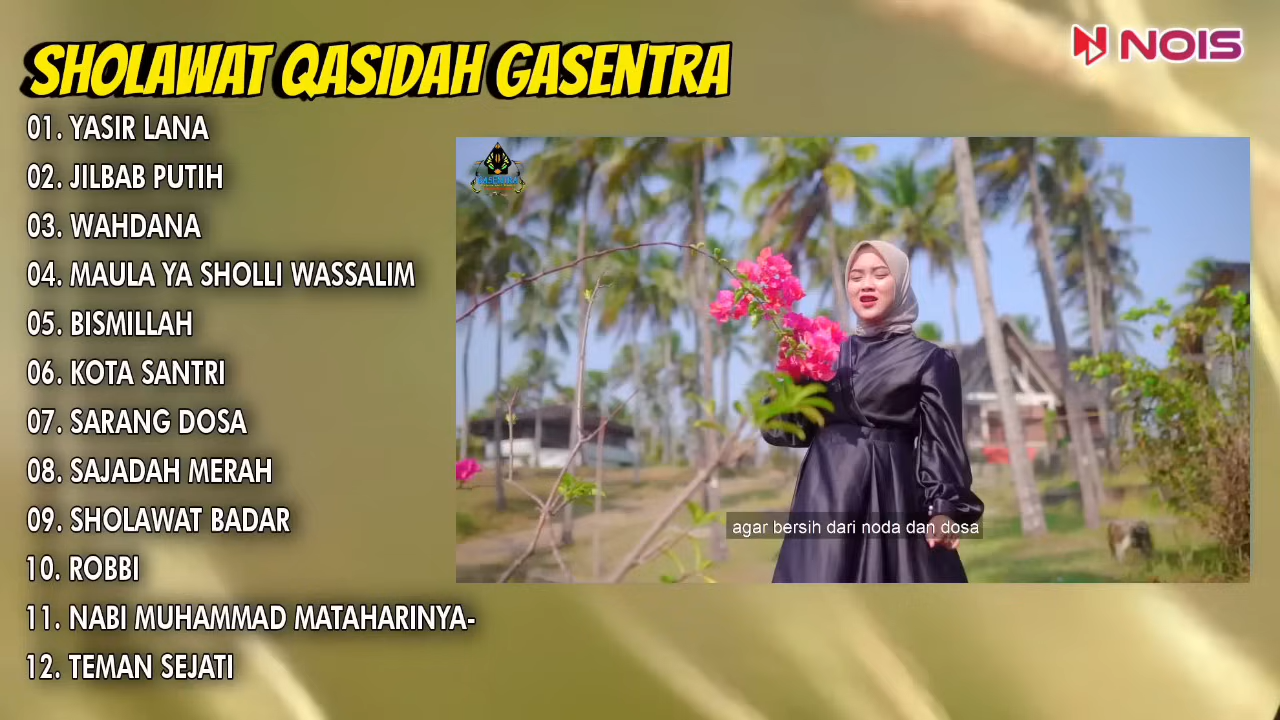 SHOLAWAT QASIDAH GASENTRA
NOIS
01. YASIR LANA
02. JILBAB PUTIH
03. WAHDANA
04. MAULA YA SHOLLI WASSALIM
05. BISMILLAH
06. KOTA SANTRI
07. SARANG DOSA
08. SAJADAH MERAH
09. SHOLAWAT BADAR
10. ROBBI
11. NABI MUHAMMAD MATAHARINYA-
12. TEMAN SEJATI
GASENTRA
agar bersih dari noda dan dosa